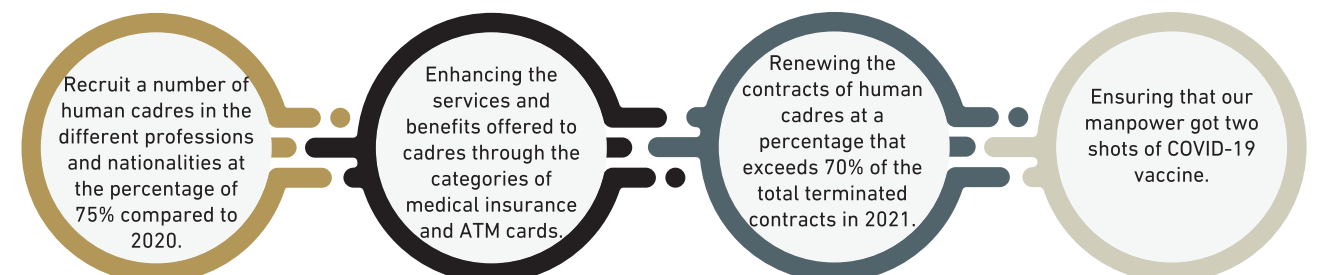 Recruit a number of
human cadres in the
different professions
and nationalities at
the percentage of
75% compared to
2020.
Enhancing the
services and
benefits offered to
cadres through the
categories of
medical insurance
and ATM cards.
Renewing the
contracts of human
cadres at a
percentage that
exceeds 70% of the
total terminated
contracts in 2021.
Ensuring that our
manpower got two
shots of COVID-19
vaccine.